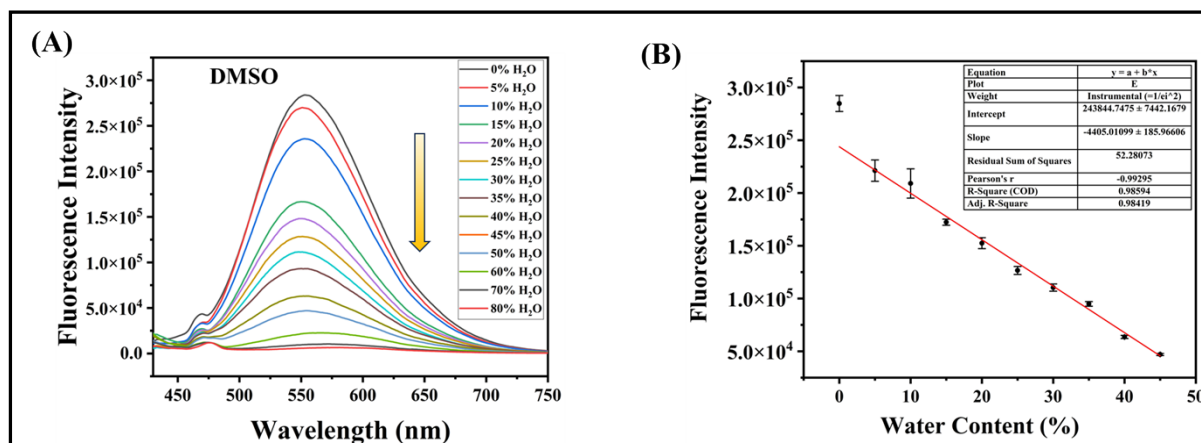 (A)
DMSO
0% H₂O
5% H₂O
10% H₂O
15% H₂O
20% H₂O
25% H₂O
30% H₂O
35% H₂O
40% H₂O
45% H₂O
50% H₂O
60% H₂O
70% H₂O
80% H₂O
3.0×10⁵
2.5×10⁵
2.0×10⁵
1.5×10⁵
1.0×10⁵
5.0×10⁴
0.0
Fluorescence Intensity
450 500 550 600 650 700 750
Wavelength (nm)
(B)
Equation y = a + b*x
Plot E
Weight Instrumental (=1/ei^2)
Intercept 243844.7475 ± 7442.1679
Slope -4405.01099 ± 185.96606
Residual Sum of Squares 52.28073
Pearson's r -0.99295
R-Square (COD) 0.98594
Adj. R-Square 0.98419
3.0×10⁵
2.5×10⁵
2.0×10⁵
1.5×10⁵
1.0×10⁵
5.0×10⁴
Fluorescence Intensity
0 10 20 30 40 50
Water Content (%)